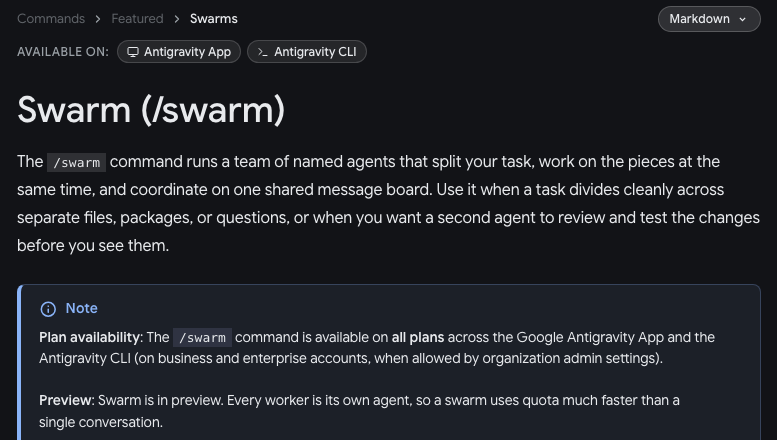 Commands > Featured > Swarms
Markdown
AVAILABLE ON: Antigravity App >_ Antigravity CLI
Swarm (/swarm)
The /swarm command runs a team of named agents that split your task, work on the pieces at the
same time, and coordinate on one shared message board. Use it when a task divides cleanly across
separate files, packages, or questions, or when you want a second agent to review and test the changes
before you see them.
Note
Plan availability: The /swarm command is available on all plans across the Google Antigravity App and the
Antigravity CLI (on business and enterprise accounts, when allowed by organization admin settings).
Preview: Swarm is in preview. Every worker is its own agent, so a swarm uses quota much faster than a
single conversation.